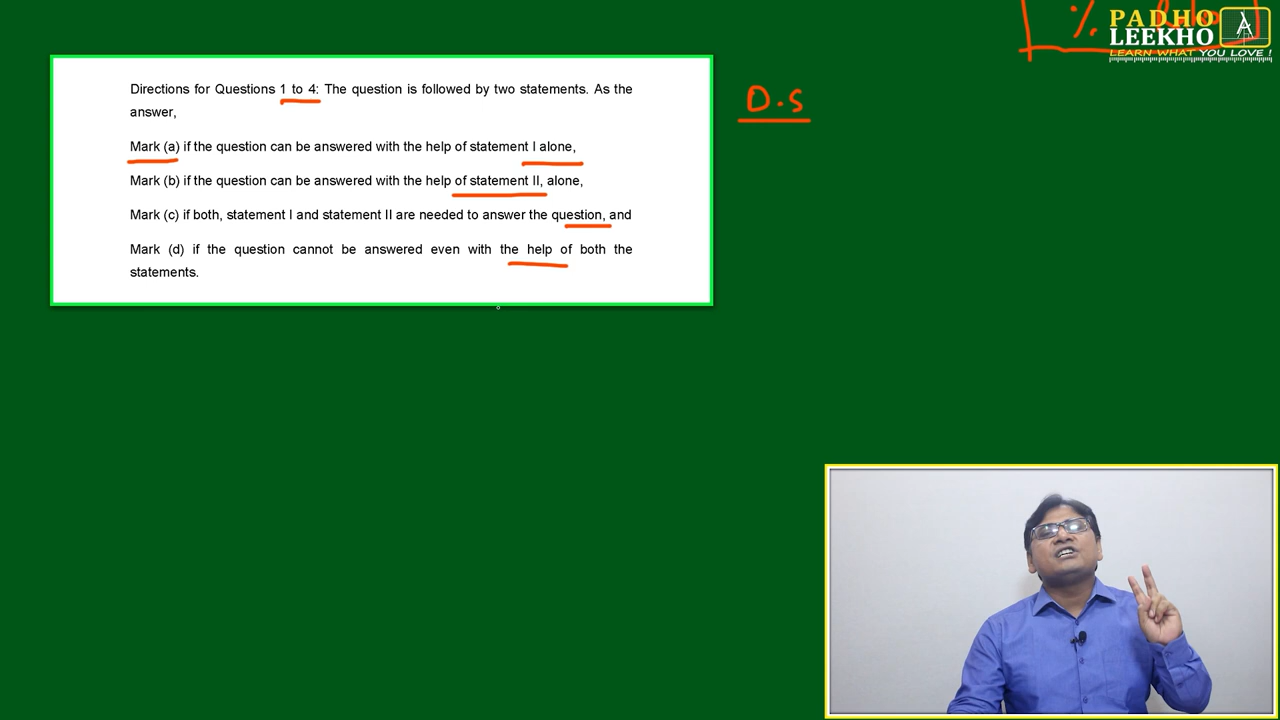 PADHO
LEEKHO
LEARN WHAT YOU LOVE !
%
D.S
Directions for Questions 1 to 4: The question is followed by two statements. As the
answer,
Mark (a) if the question can be answered with the help of statement I alone,
Mark (b) if the question can be answered with the help of statement II, alone,
Mark (c) if both, statement I and statement II are needed to answer the question, and
Mark (d) if the question cannot be answered even with the help of both the
statements.